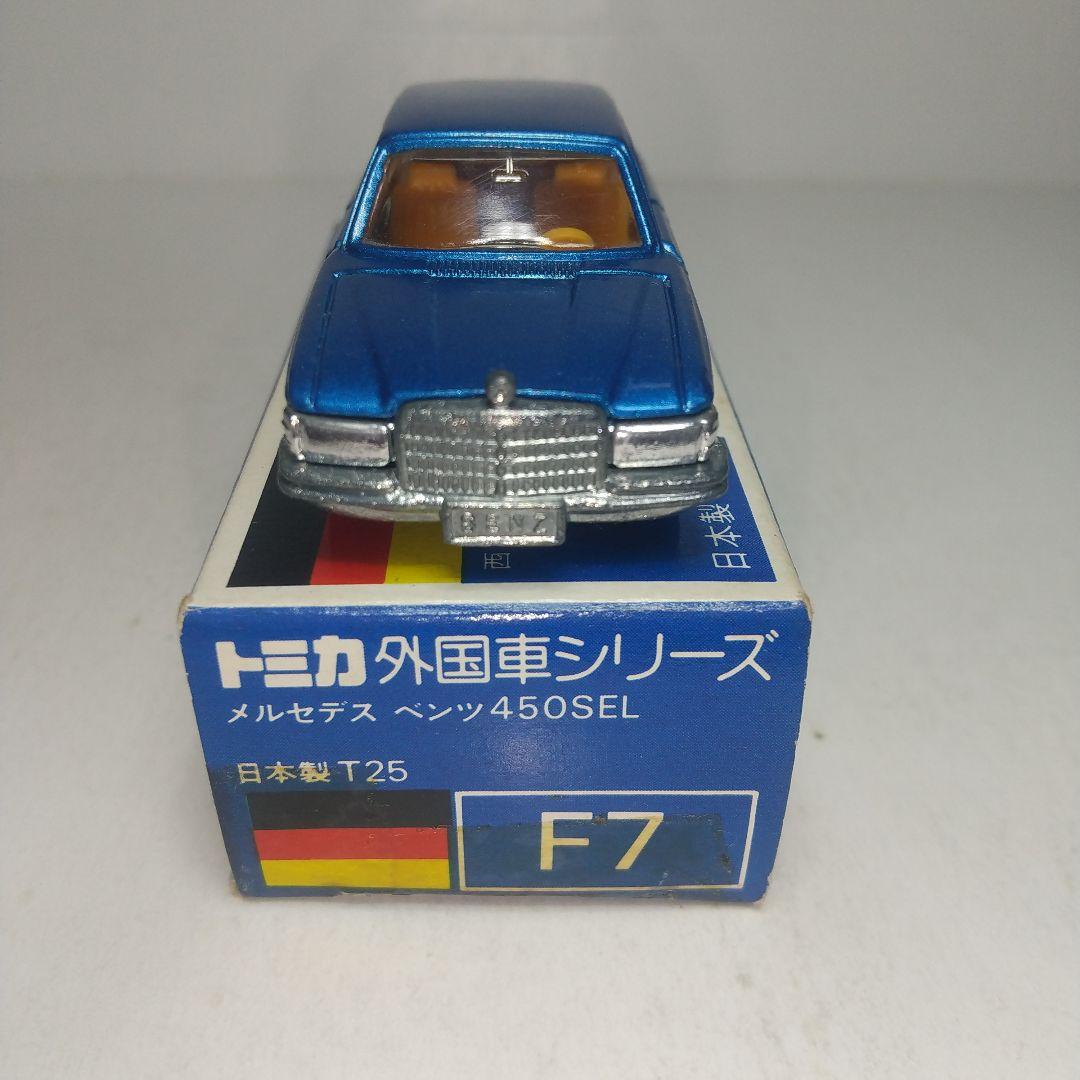 BENZ
西
日本製
トミカ 外国車シリーズ
メルセデス ベンツ450SEL
日本製 T25
F7